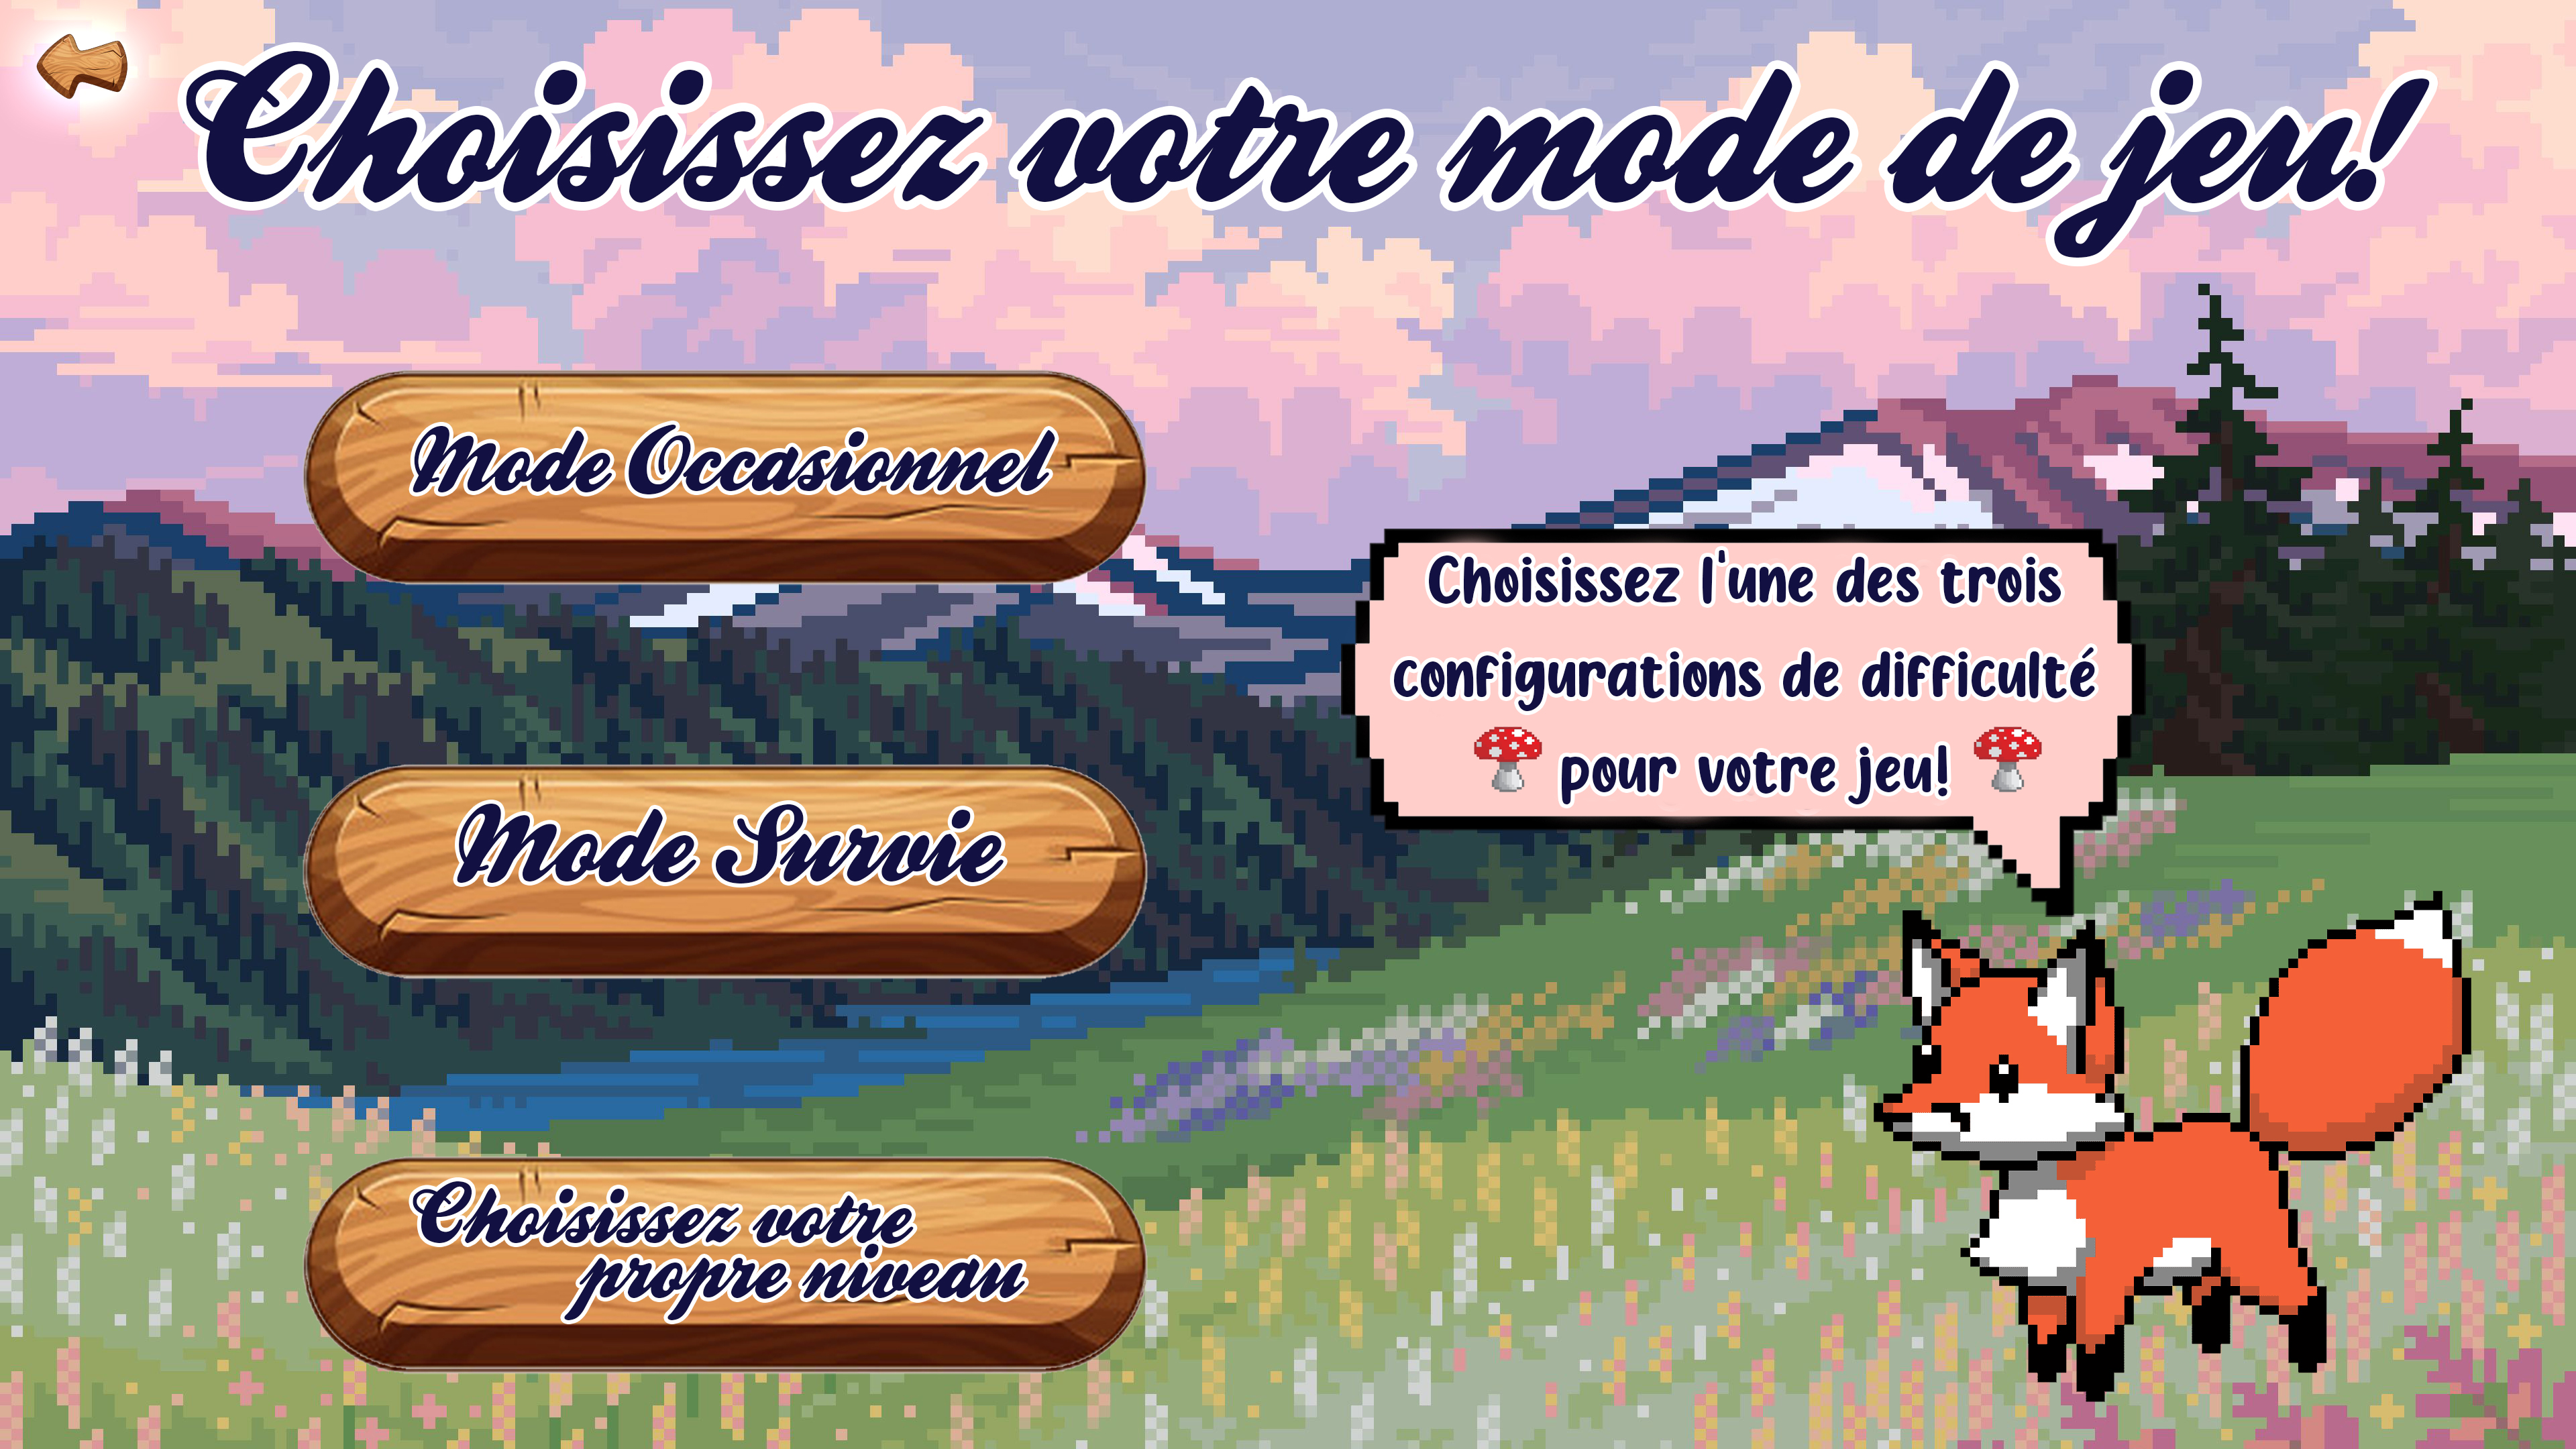 Choisissez votre mode de jeu!
Mode Occasionnel
Mode Survie
Choisissez votre
propre niveau
Choisissez l'une des trois
configurations de difficulté
pour votre jeu!